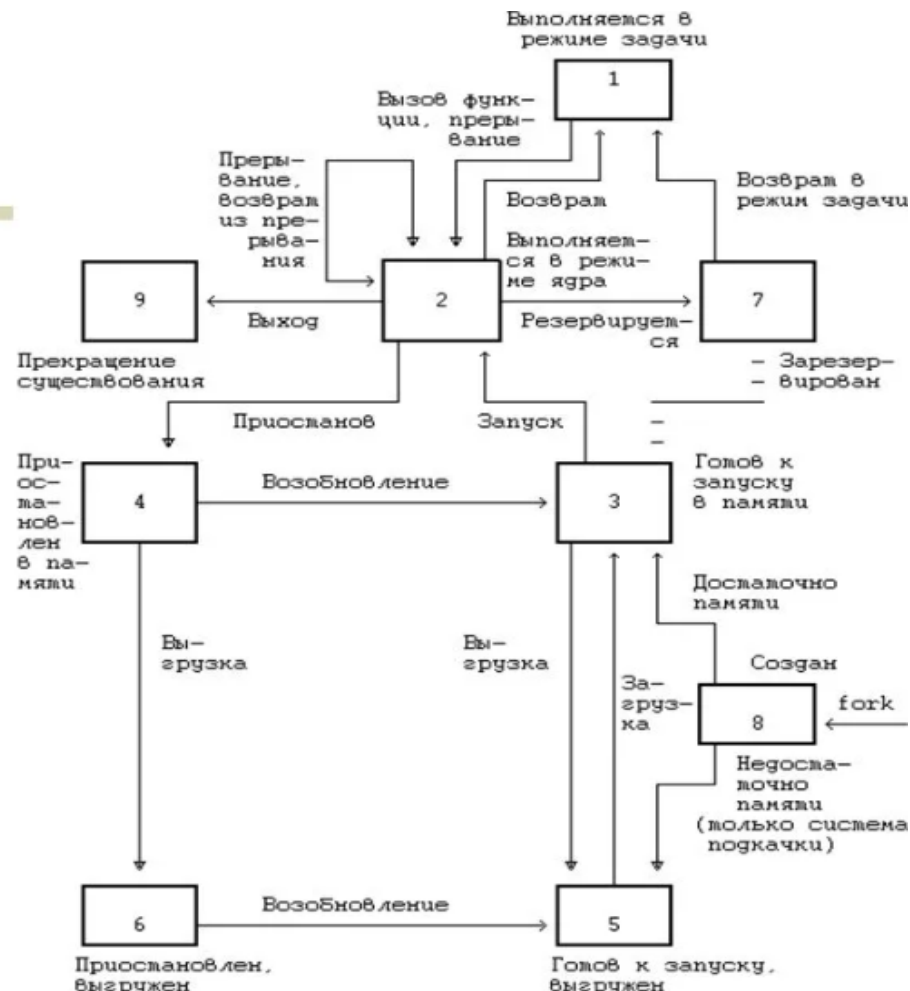 Выполняется в
режиме задачи
1
Вызов функ-
ции, преры-
вание
Преры-
вание,
возврат
из пре-
рыва-
ния
Возврат
Возврат в
режим задачи
Выполняет-
ся в режи-
ме ядра
9
2
7
Выход
Резервирует-
ся
Прекращение
существования
- Зарезер-
- вирован
Приостанов
Запуск
-
-
При-
ос-
та-
нов-
лен
в па-
мяти
4
Возобновление
3
Готов к
запуску
в памяти
Достаточно
памяти
Вы-
грузка
Вы-
грузка
За-
груз-
ка
Создан
8
fork
Недоста-
точно
памяти
(только система
подкачки)
6
Возобновление
5
Приостановлен,
выгружен
Готов к запуску,
выгружен